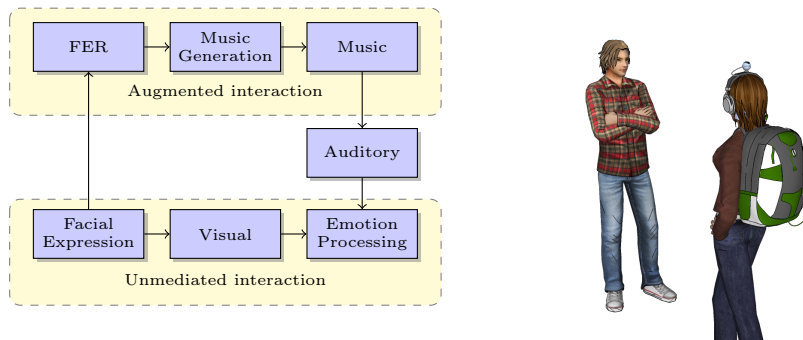 FER
Music
Generation
Music
Augmented interaction
Auditory
Facial
Expression
Visual
Emotion
Processing
Unmediated interaction